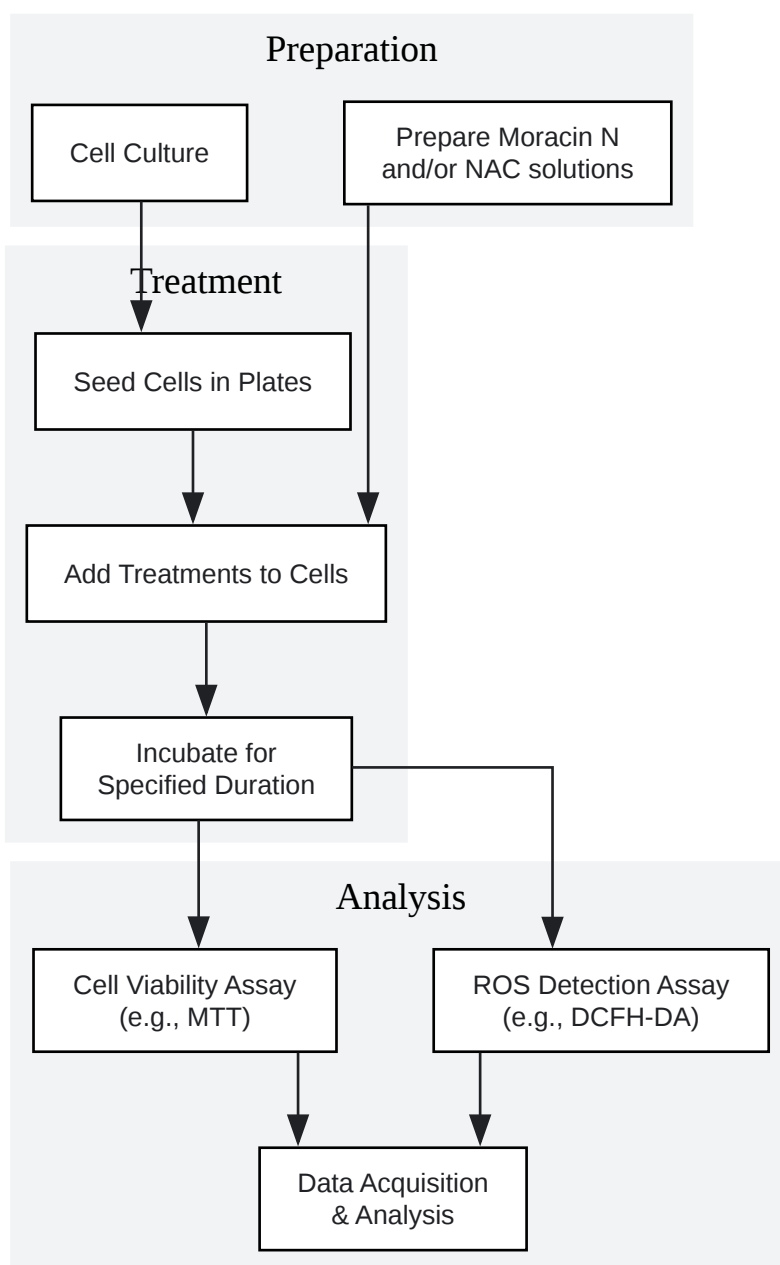 Preparation
Cell Culture
Prepare Moracin N
and/or NAC solutions
Treatment
Seed Cells in Plates
Add Treatments to Cells
Incubate for
Specified Duration
Analysis
Cell Viability Assay
(e.g., MTT)
ROS Detection Assay
(e.g., DCFH-DA)
Data Acquisition
& Analysis